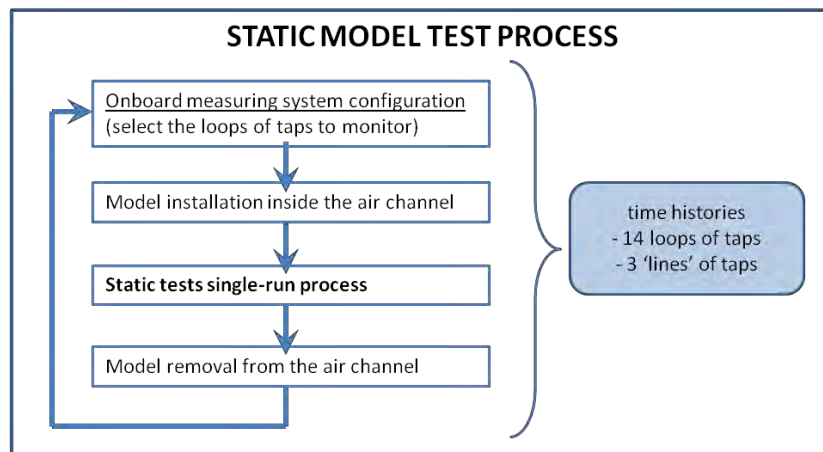 STATIC MODEL TEST PROCESS
Onboard measuring system configuration
(select the loops of taps to monitor)
Model installation inside the air channel
Static tests single-run process
Model removal from the air channel
time histories
- 14 loops of taps
- 3 ‘lines’ of taps